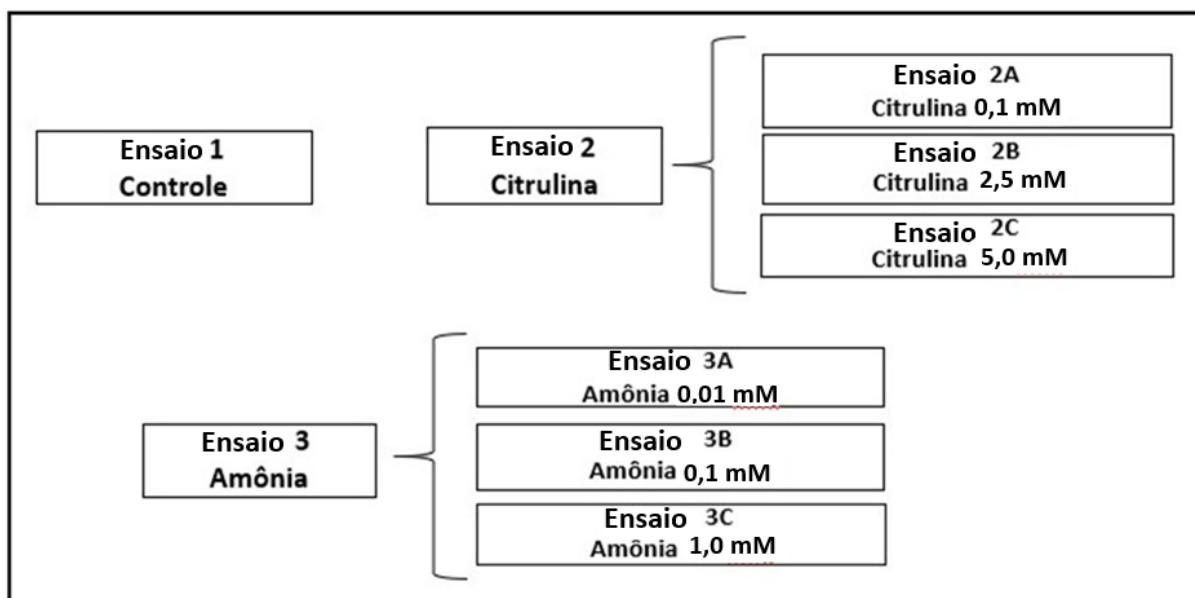 Ensaio 1
Controle
Ensaio 2
Citrulina
Ensaio 2A
Citrulina 0,1 mM
Ensaio 2B
Citrulina 2,5 mM
Ensaio 2C
Citrulina 5,0 mM
Ensaio 3
Amônia
Ensaio 3A
Amônia 0,01 mM
Ensaio 3B
Amônia 0,1 mM
Ensaio 3C
Amônia 1,0 mM